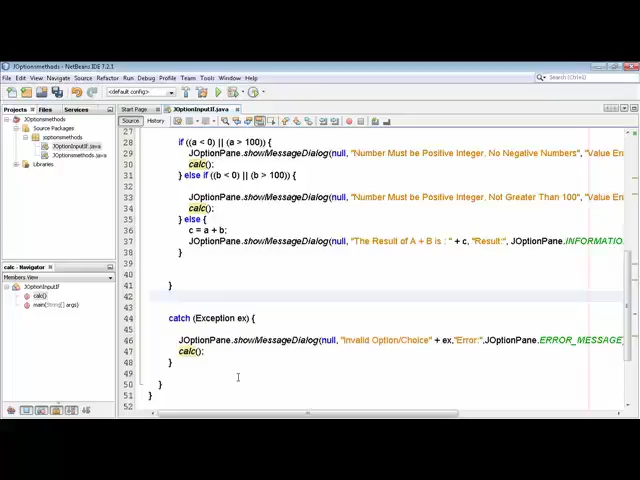 JOptionsmethods - NetBeans IDE 7.2.1
File Edit View Navigate Source Refactor Run Debug Profile Team Tools Window Help
<default config>
Projects Files Services
Start Page JOptionInputIf.java
Source History
JOptionsmethods
Source Packages
joptionsmethods
JOptionInputIf.java
JOptionsmethods.java
Libraries
calc - Navigator
Members View
JOptionInputIf
calc()
main(String[] args)
27
28 if ((a < 0) || (a > 100)) {
29 JOptionPane.showMessageDialog(null, "Number Must be Positive Integer, No Negative Numbers", "Value En
30 calc();
31 } else if ((b < 0) || (b > 100)) {
32
33 JOptionPane.showMessageDialog(null, "Number Must be Positive Integer, Not Greater Than 100", "Value En
34 calc();
35 } else {
36 c = a + b;
37 JOptionPane.showMessageDialog(null, "The Result of A + B is : " + c, "Result:", JOptionPane.INFORMATIO
38 }
39
40
41 }
42
43
44 catch (Exception ex) {
45
46 JOptionPane.showMessageDialog(null, "Invalid Option/Choice" + ex,"Error:",JOptionPane.ERROR_MESSAGE
47 calc();
48 }
49
50 }
51 }
52